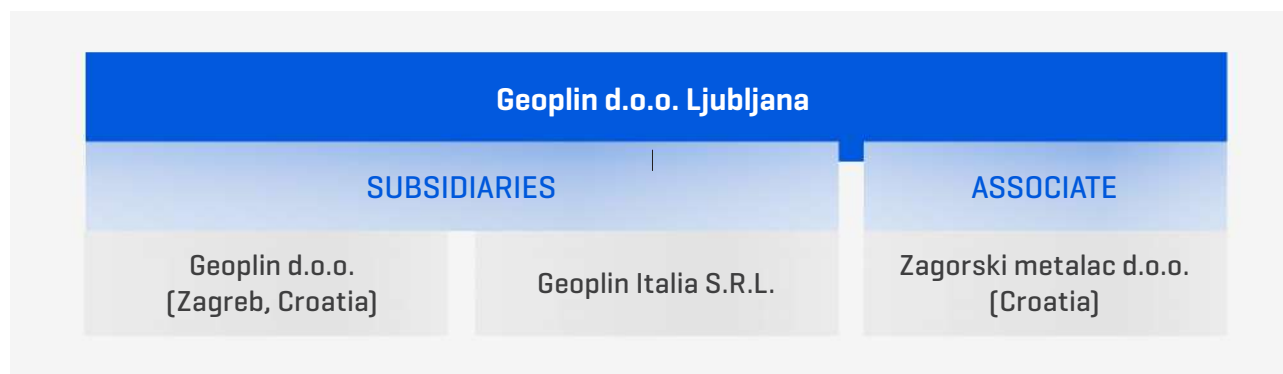 Geoplin d.o.o. Ljubljana
SUBSIDIARIES
ASSOCIATE
Geoplin d.o.o.
(Zagreb, Croatia)
Geoplin Italia S.R.L.
Zagorski metalac d.o.o.
(Croatia)